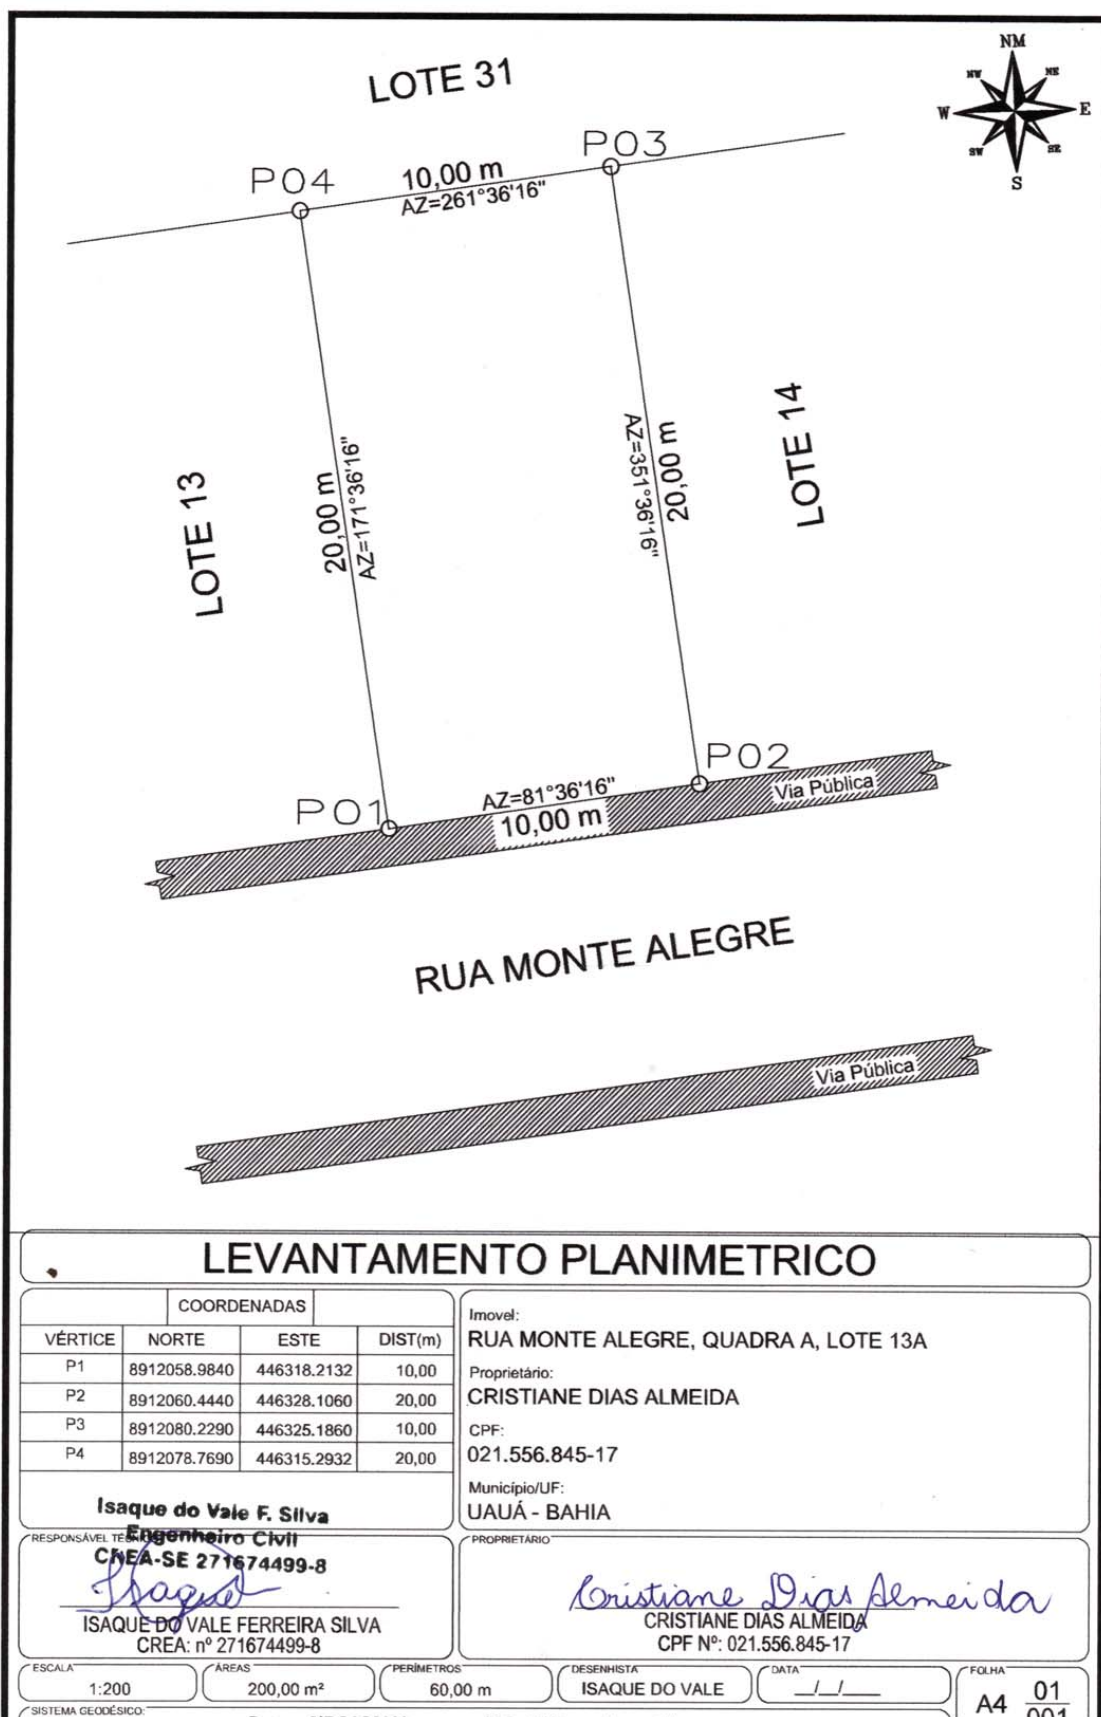 LOTE 31
NM
NW
NE
W
E
SW
SE
S
P04
10,00 m
AZ=261°36'16"
P03
LOTE 13
20,00 m
AZ=171°36'16"
AZ=351°36'16"
20,00 m
LOTE 14
P01
AZ=81°36'16"
10,00 m
P02
Via Pública
RUA MONTE ALEGRE
Via Pública
LEVANTAMENTO PLANIMETRICO
COORDENADAS
VÉRTICE NORTE ESTE DIST(m)
P1 8912058.9840 446318.2132 10,00
P2 8912060.4440 446328.1060 20,00
P3 8912080.2290 446325.1860 10,00
P4 8912078.7690 446315.2932 20,00
Imovel:
RUA MONTE ALEGRE, QUADRA A, LOTE 13A
Proprietário:
CRISTIANE DIAS ALMEIDA
CPF:
021.556.845-17
Município/UF:
UAUÁ - BAHIA
Isaque do Vale F. Silva
Engenheiro Civil
CREA-SE 271674499-8
RESPONSÁVEL
Isaque
ISAQUE DO VALE FERREIRA SILVA
CREA: nº 271674499-8
PROPRIETÁRIO
Cristiane Dias Almeida
CRISTIANE DIAS ALMEIDA
CPF Nº: 021.556.845-17
ESCALA
1:200
ÁREAS
200,00 m²
PERÍMETROS
60,00 m
DESENHISTA
ISAQUE DO VALE
DATA
__/__/____
FOLHA
A4 01
001
SISTEMA GEODÉSICO: